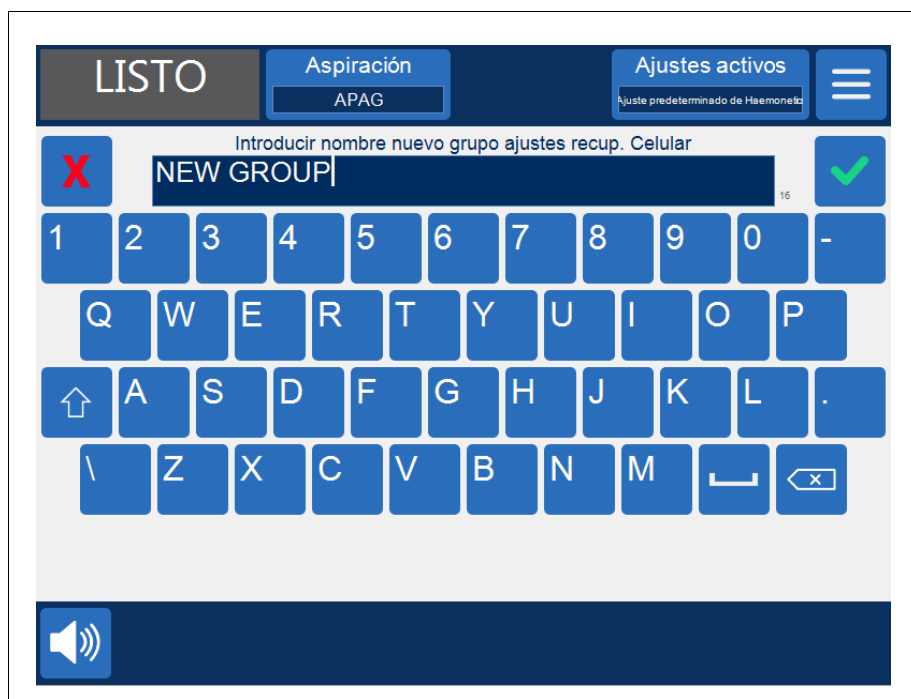 LISTO
Aspiración
APAG
Ajustes activos
Ajuste predeterminado de Haemonetic
Introducir nombre nuevo grupo ajustes recup. Celular
X
NEW GROUP
16
1 2 3 4 5 6 7 8 9 0 -
Q W E R T Y U I O P
A S D F G H J K L .
\ Z X C V B N M